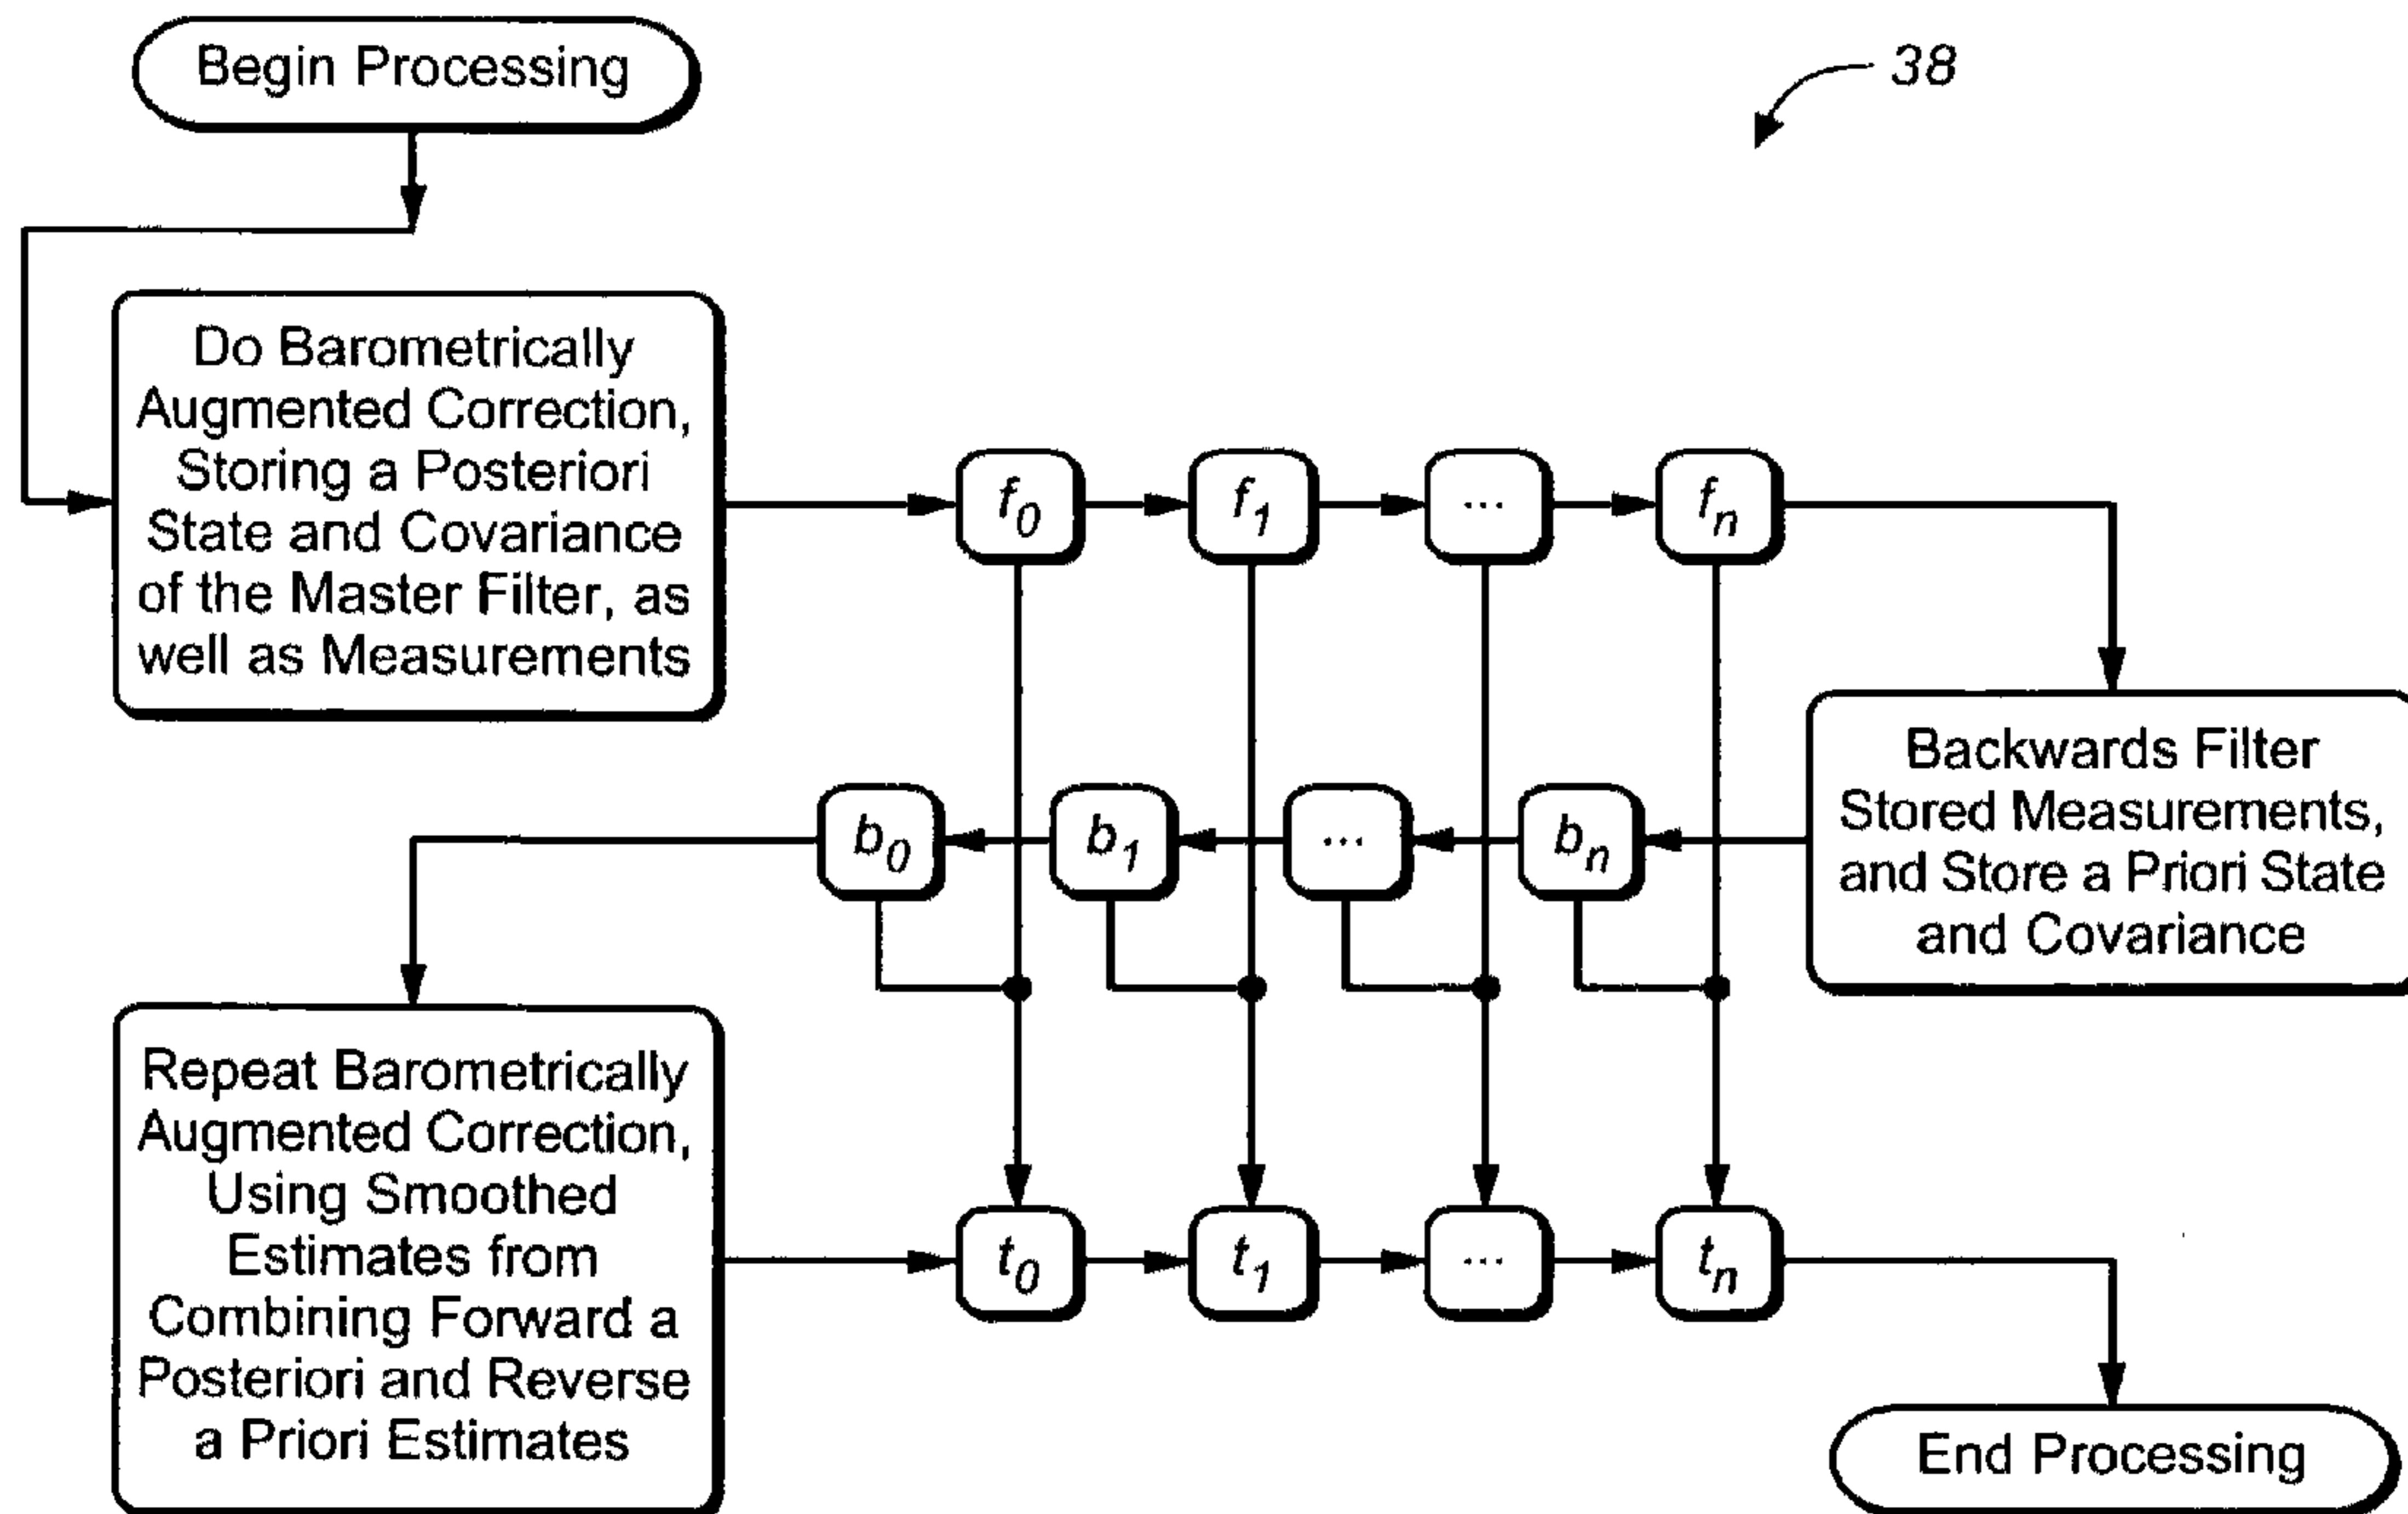 Begin Processing
38
Do Barometrically
Augmented Correction,
Storing a Posteriori
State and Covariance
of the Master Filter, as
well as Measurements
f0
f1
...
fn
Backwards Filter
Stored Measurements,
and Store a Priori State
and Covariance
b0
b1
...
bn
Repeat Barometrically
Augmented Correction,
Using Smoothed
Estimates from
Combining Forward a
Posteriori and Reverse
a Priori Estimates
t0
t1
...
tn
End Processing